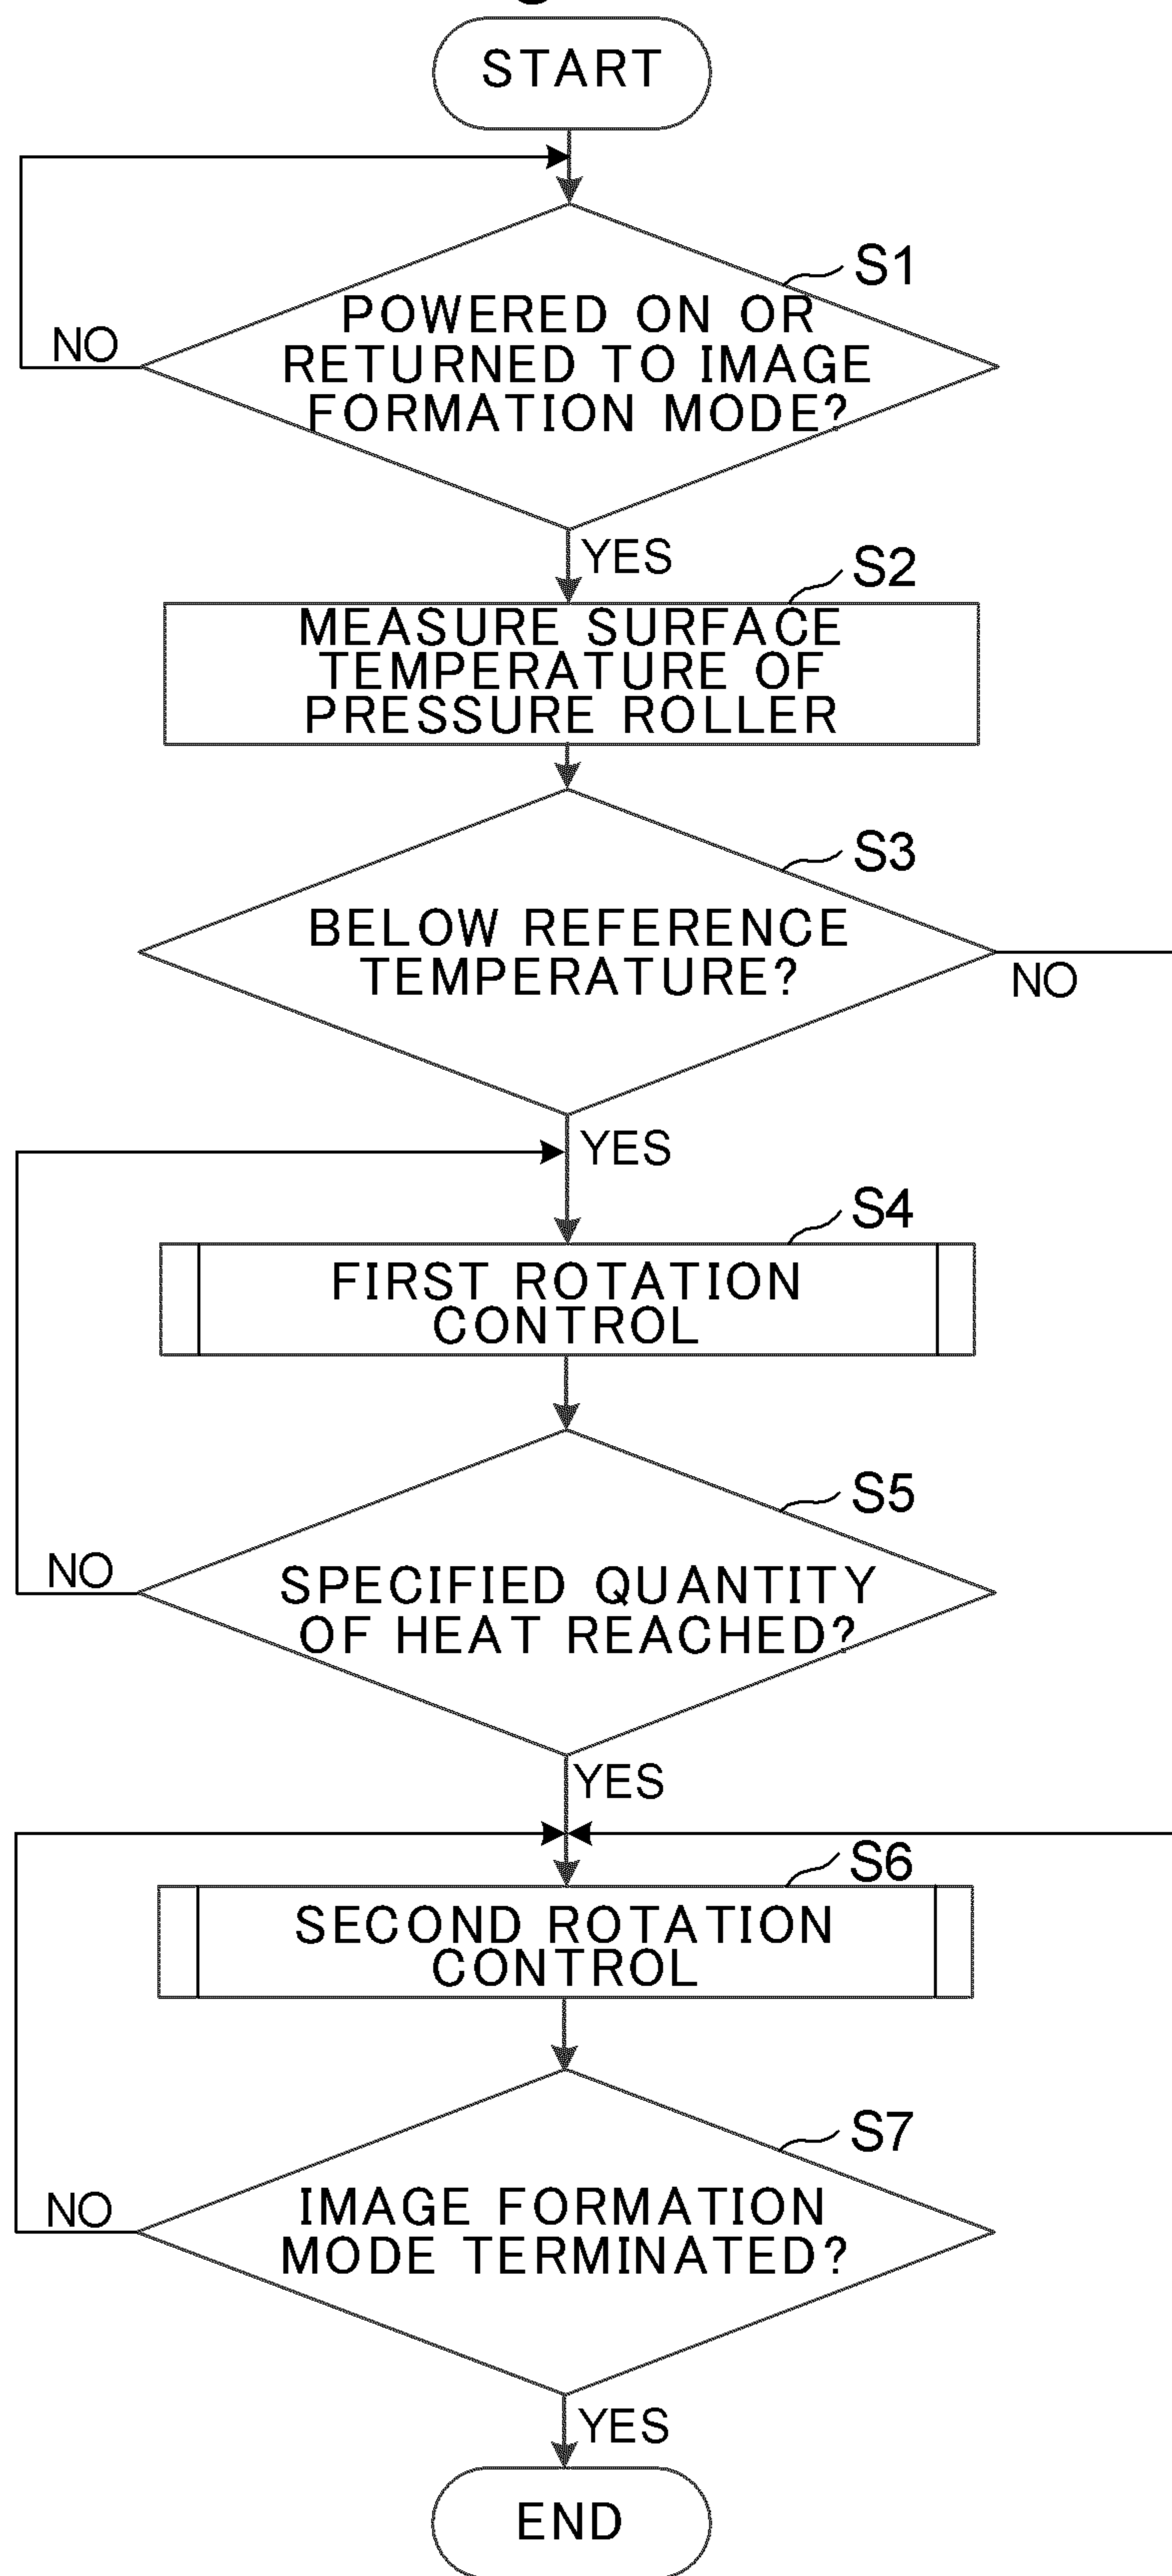 START
S1
POWERED ON OR
RETURNED TO IMAGE
FORMATION MODE?
NO
YES
S2
MEASURE SURFACE
TEMPERATURE OF
PRESSURE ROLLER
S3
BELOW REFERENCE
TEMPERATURE?
NO
YES
S4
FIRST ROTATION
CONTROL
S5
SPECIFIED QUANTITY
OF HEAT REACHED?
NO
YES
S6
SECOND ROTATION
CONTROL
S7
IMAGE FORMATION
MODE TERMINATED?
NO
YES
END